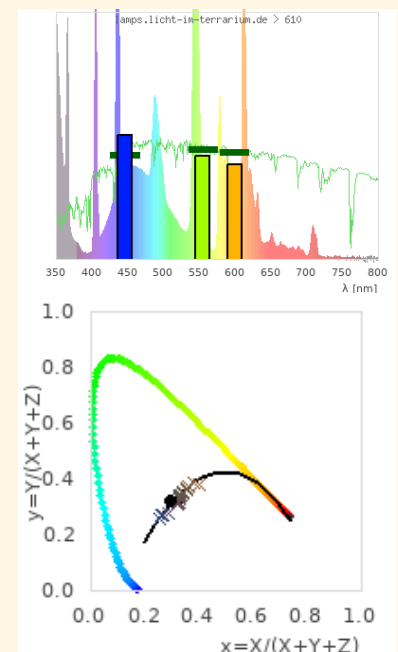 lamps.licht-im-terrarium.de > 610
350 400 450 500 550 600 650 700 750 800
λ [nm]
1.0
0.8
0.6
0.4
0.2
0.0
y=Y/(X+Y+Z)
0.0 0.2 0.4 0.6 0.8 1.0
x=X/(X+Y+Z)